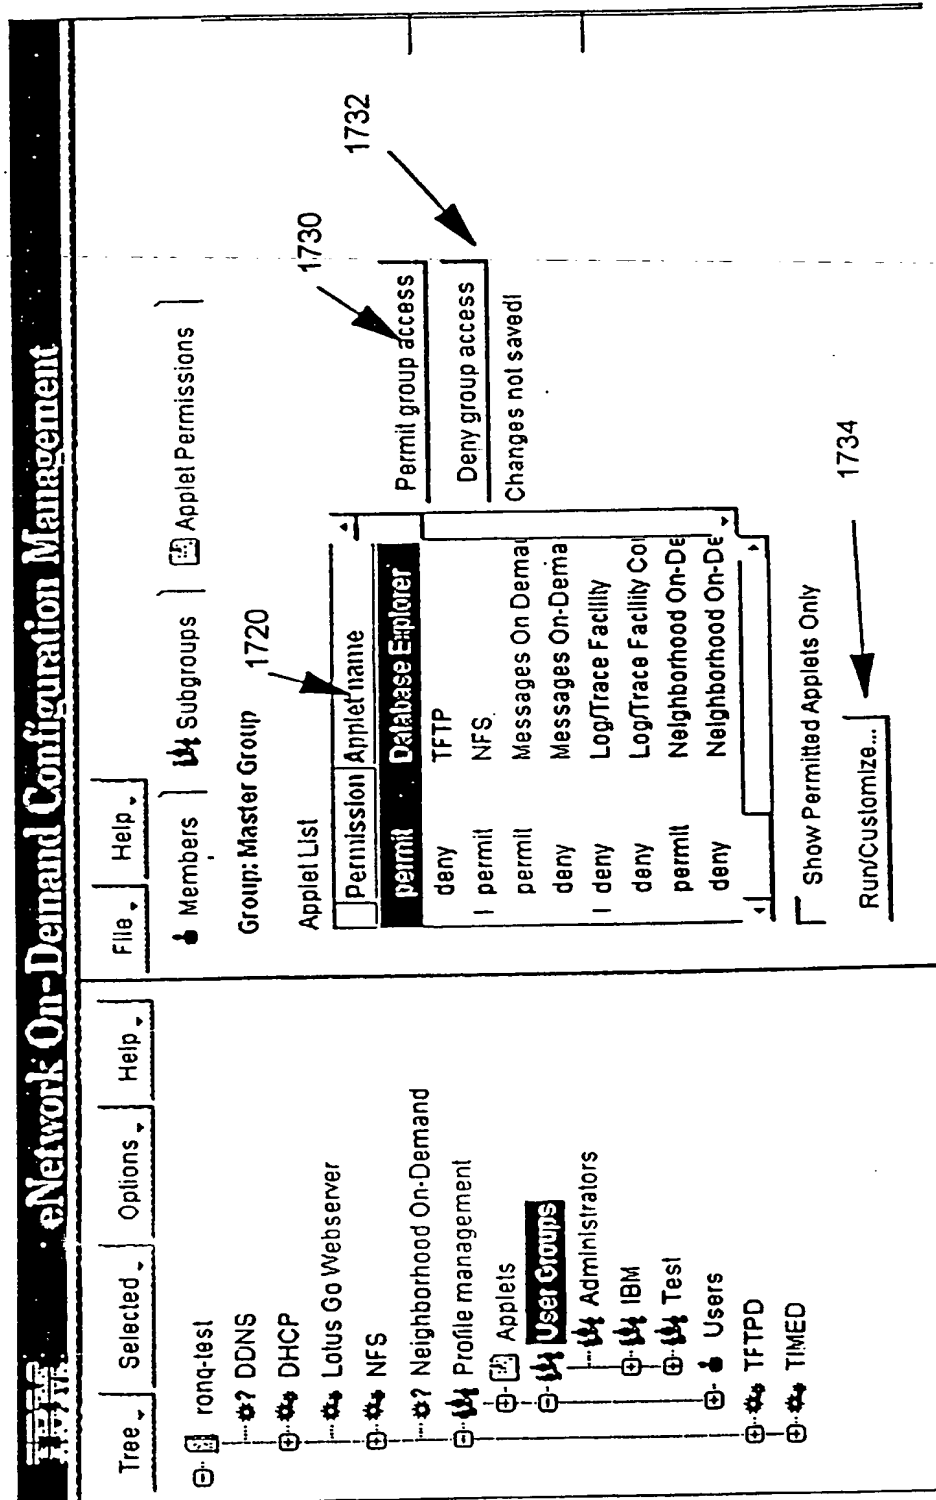 IBM eNetwork On-Demand Configuration Management
Tree Selected Options Help
ronq-test
? DDNS
DHCP
Lotus Go Webserver
NFS
? Neighborhood On-Demand
Profile management
Applets
User Groups
Administrators
IBM
Test
Users
TFTPD
TIMED
File Help
Members Subgroups Applet Permissions
Group: Master Group
1720
Applet List
Permission Applet name
permit Database Explorer
deny TFTP
permit NFS
permit Messages On Demai
deny Messages On-Dema
deny Log/Trace Facility
deny Log/Trace Facility Coi
permit Neighborhood On-De
deny Neighborhood On-De
Permit group access
1730
Deny group access
1732
Changes not saved!
Show Permitted Applets Only
Run/Customize...
1734